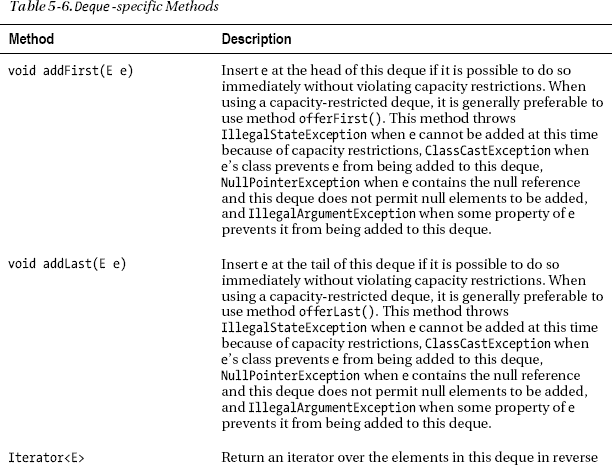 Table 5-6. Deque-specific Methods
Method Description
void addFirst(E e) Insert e at the head of this deque if it is possible to do so
immediately without violating capacity restrictions. When
using a capacity-restricted deque, it is generally preferable to
use method offerFirst(). This method throws
IllegalStateException when e cannot be added at this time
because of capacity restrictions, ClassCastException when
e's class prevents e from being added to this deque,
NullPointerException when e contains the null reference
and this deque does not permit null elements to be added,
and IllegalArgumentException when some property of e
prevents it from being added to this deque.
void addLast(E e) Insert e at the tail of this deque if it is possible to do so
immediately without violating capacity restrictions. When
using a capacity-restricted deque, it is generally preferable to
use method offerLast(). This method throws
IllegalStateException when e cannot be added at this time
because of capacity restrictions, ClassCastException when
e's class prevents e from being added to this deque,
NullPointerException when e contains the null reference
and this deque does not permit null elements to be added,
and IllegalArgumentException when some property of e
prevents it from being added to this deque.
Iterator<E> Return an iterator over the elements in this deque in reverse